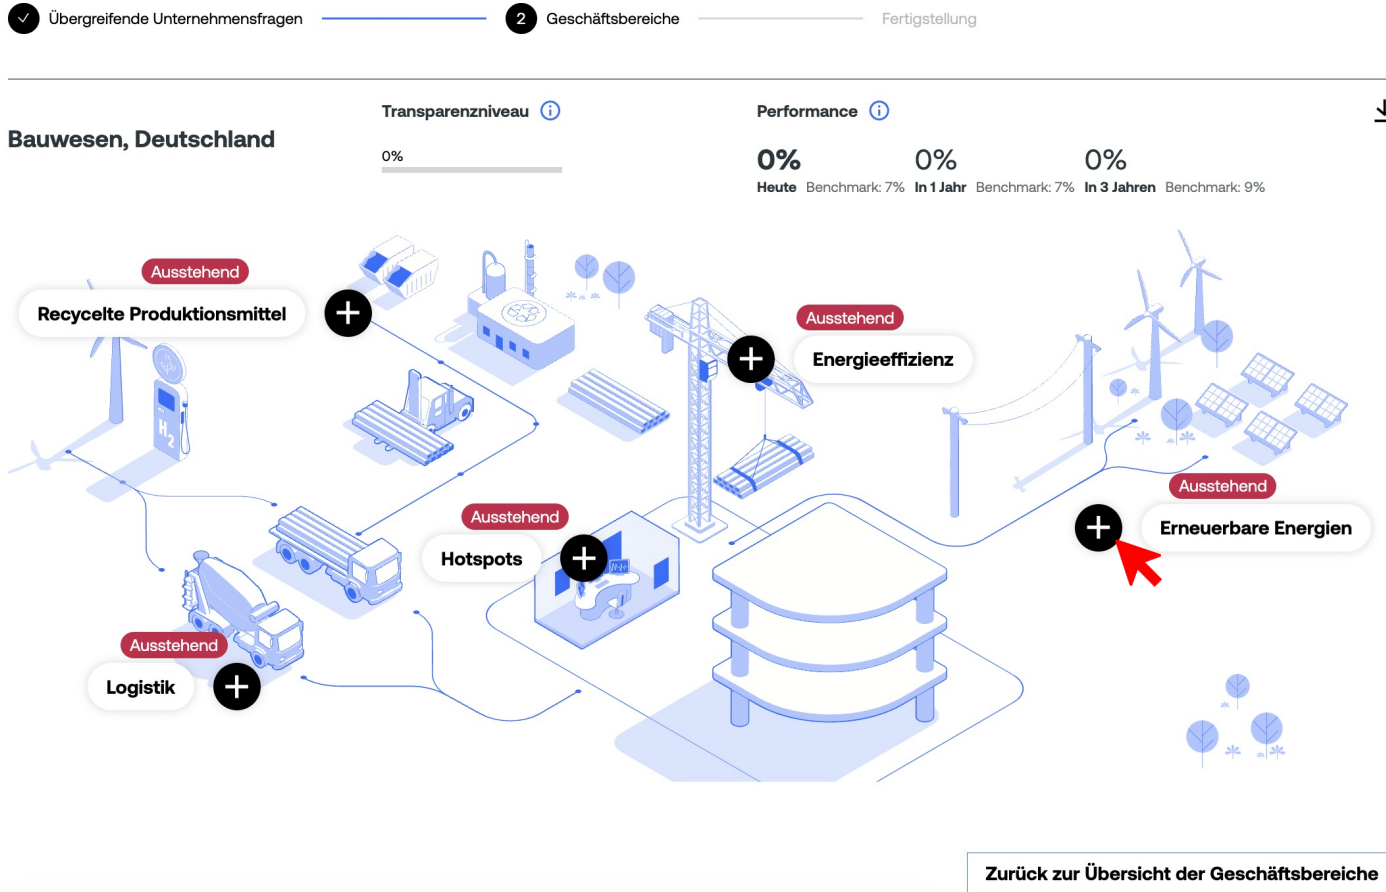 Übergreifende Unternehmensfragen
2 Geschäftsbereiche
Fertigstellung
Bauwesen, Deutschland
Transparenzniveau
0%
Performance
0% 0% 0%
Heute Benchmark: 7% In 1 Jahr Benchmark: 7% In 3 Jahren Benchmark: 9%
Ausstehend
Recycelte Produktionsmittel
Ausstehend
Energieeffizienz
H2
Ausstehend
Erneuerbare Energien
Ausstehend
Hotspots
Ausstehend
Logistik
Zurück zur Übersicht der Geschäftsbereiche